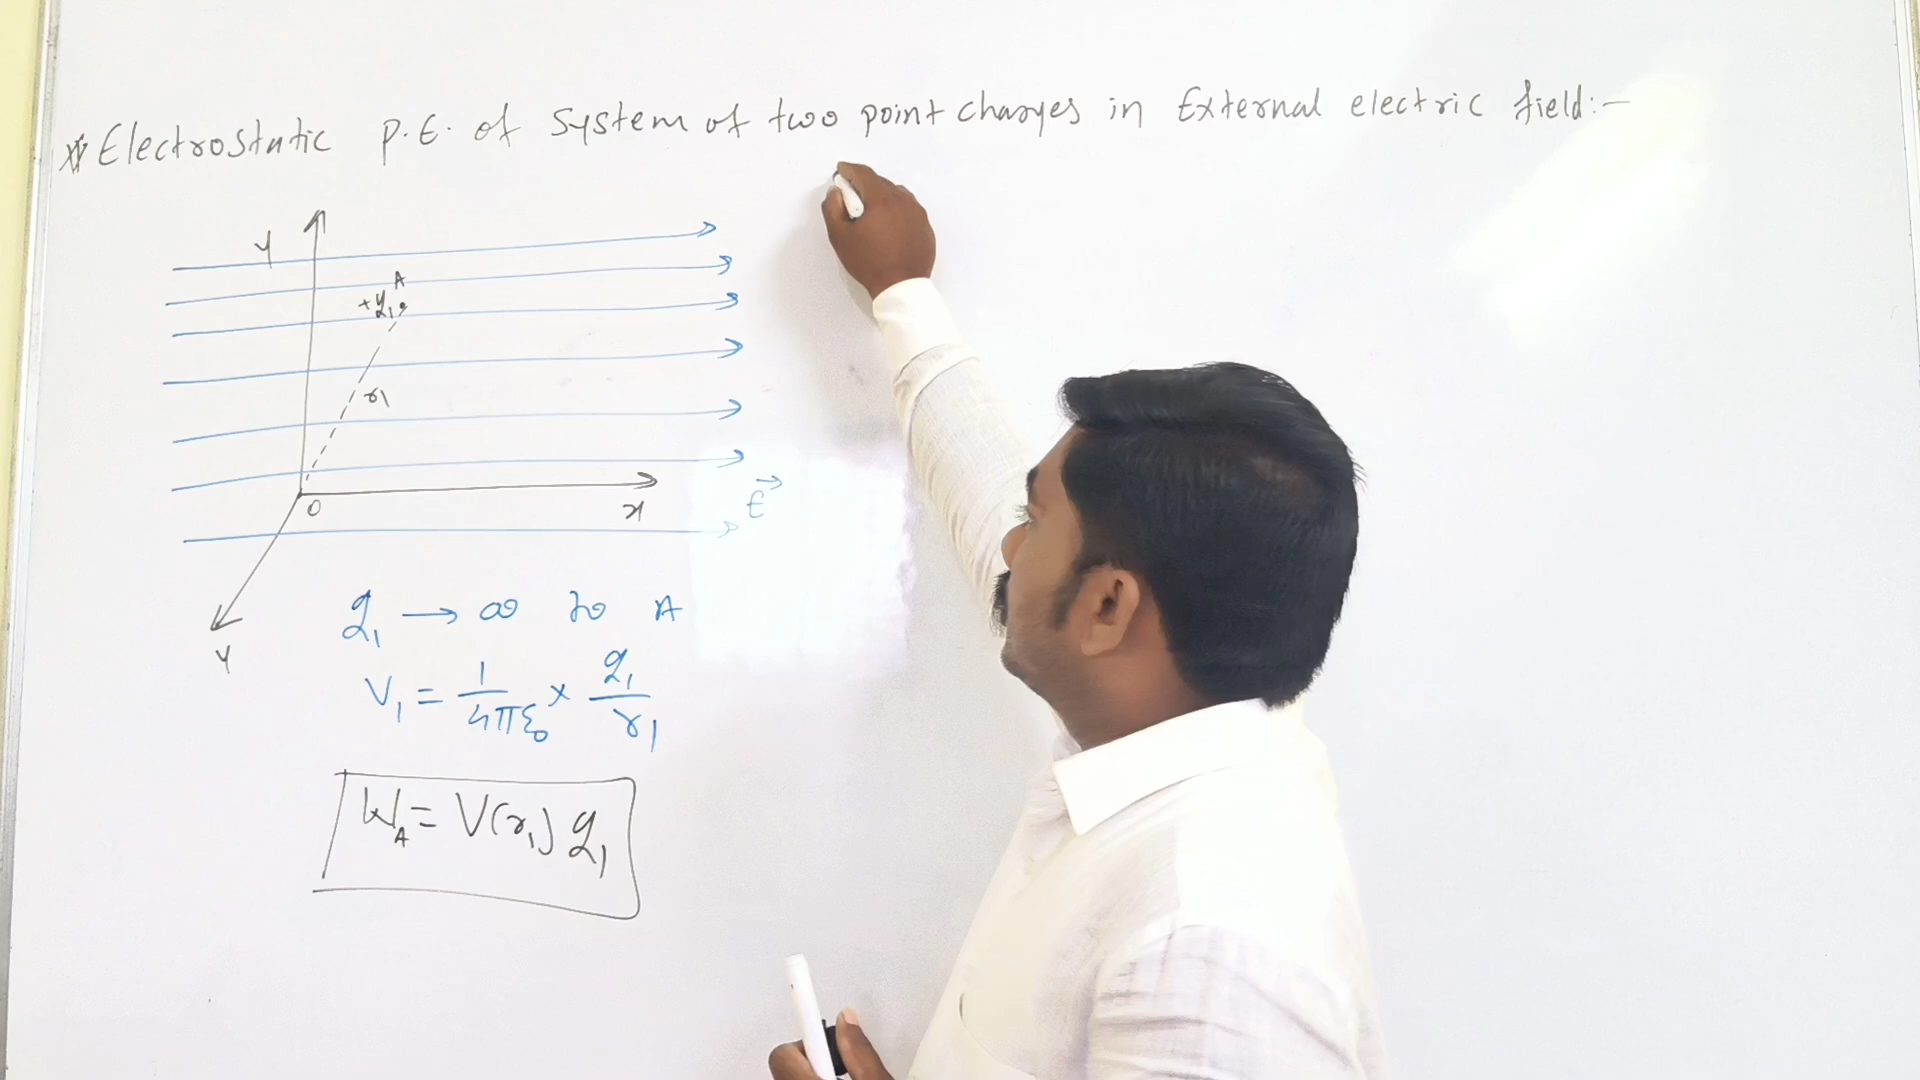 * Electrostatic P.E. of System of two point charges in External electric field:-
Y
A
+q₁
r₁
O
x
E⃗
Y
q₁ → ∞ to A
V₁ = 1/4πε₀ × q₁/r₁
W_A = V(r₁) q₁